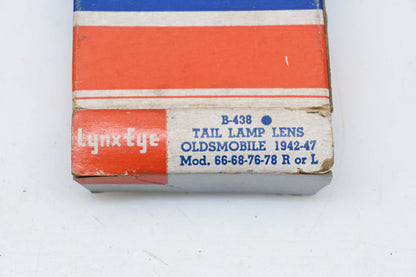 Lynx Eye
B-438
TAIL LAMP LENS
OLDSMOBILE 1942-47
Mod. 66-68-76-78 R or L